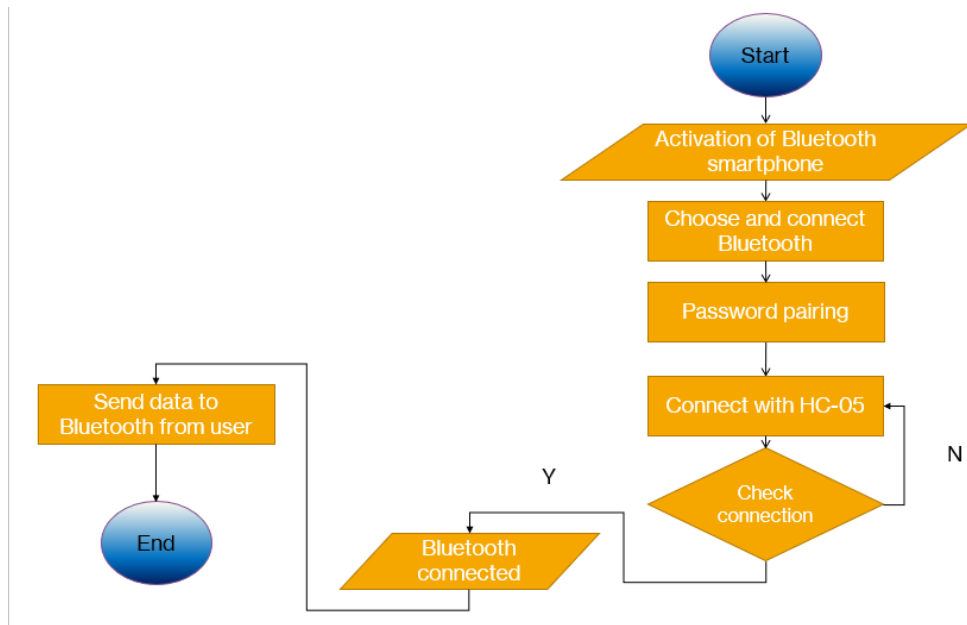 Start
Activation of Bluetooth
smartphone
Choose and connect
Bluetooth
Password pairing
Connect with HC-05
N
Check
connection
Y
Bluetooth
connected
Send data to
Bluetooth from user
End